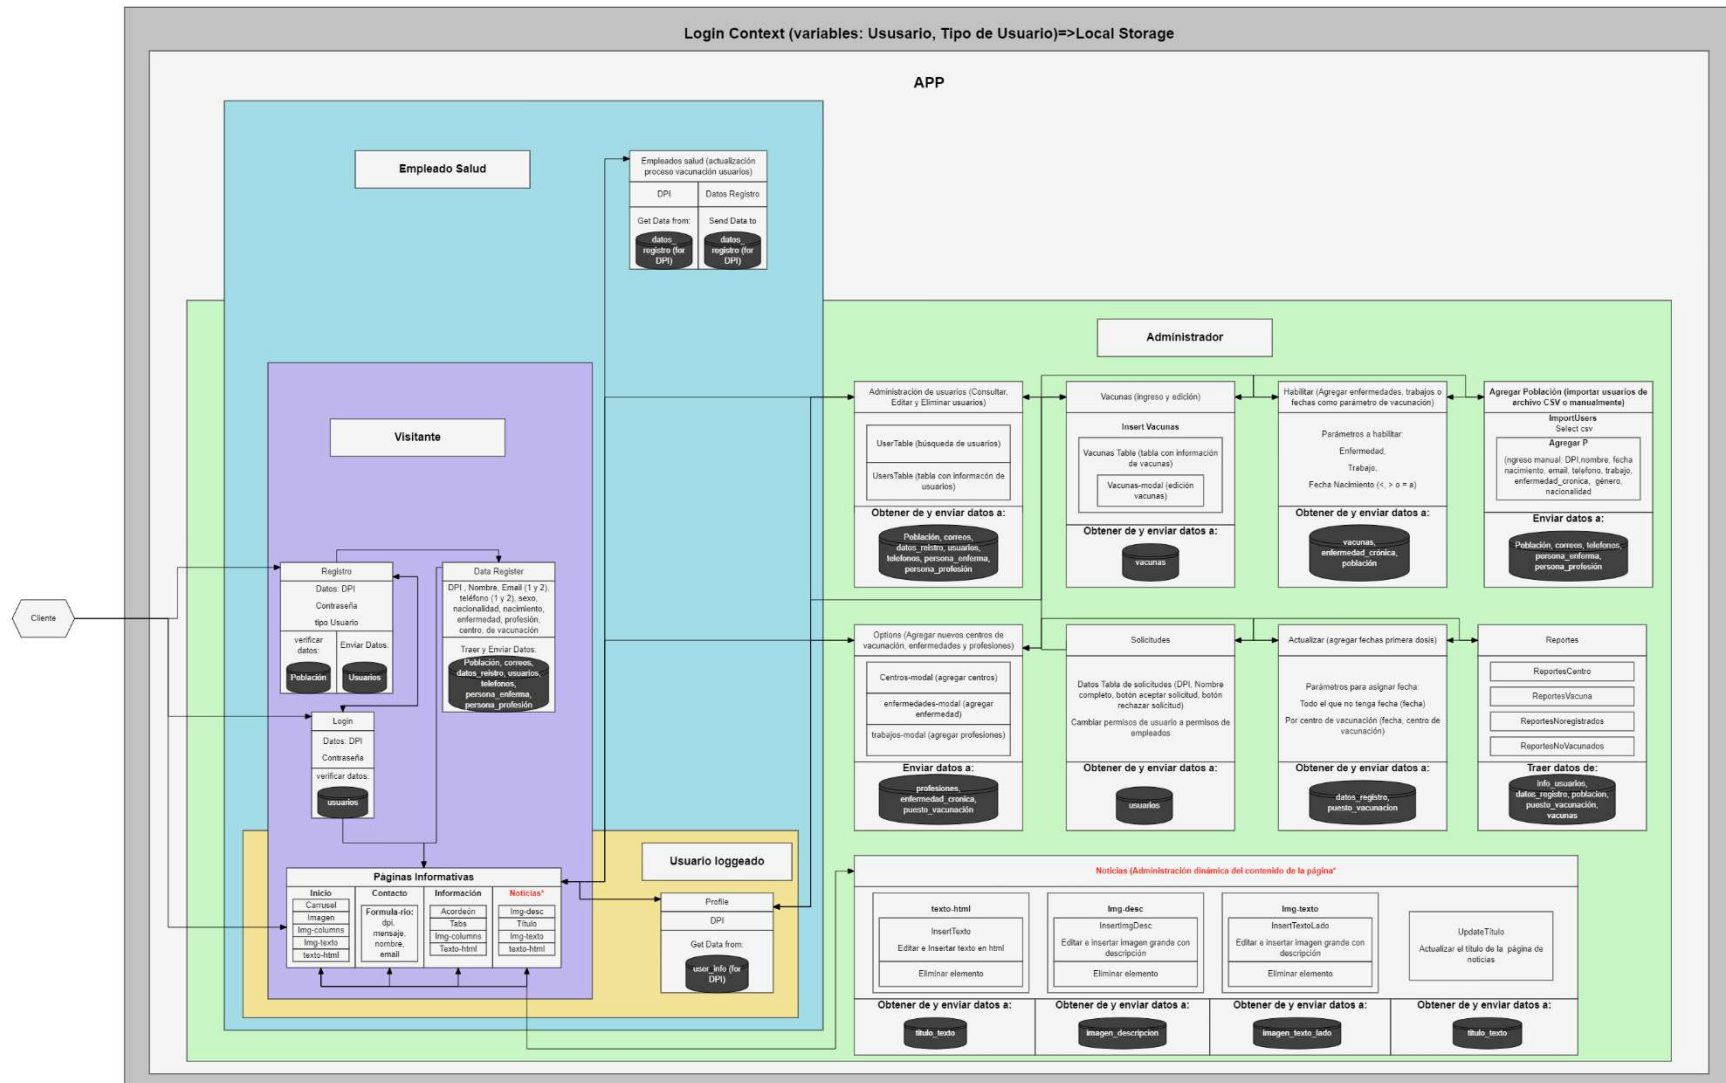 Login Context (variables: Ususario, Tipo de Usuario)=>Local Storage
APP
Empleado Salud
Empleados salud (actualización
proceso vacunación usuarios)
DPI
Datos Registro
Get Data from:
Send Data to
datos_
registro (for
DPI)
datos_
registro (for
DPI)
Administrador
Visitante
Administración de usuarios (Consultar,
Editar y Eliminar usuarios)
UserTable (búsqueda de usuarios)
UsersTable (tabla con informacón de
usuarios)
Obtener de y enviar datos a:
Población, correos,
datos_reistro, usuarios,
telefonos, persona_enferma,
persona_profesión
Vacunas (ingreso y edición)
Insert Vacunas
Vacunas Table (tabla con información
de vacunas)
Vacunas-modal (edición
vacunas)
Obtener de y enviar datos a:
vacunas
Habilitar (Agregar enfermedades, trabajos o
fechas como parámetro de vacunación)
Parámetros a habilitar:
Enfermedad,
Trabajo,
Fecha Nacimiento (<, > o = a)
Obtener de y enviar datos a:
vacunas,
enfermedad_crónica,
población
Agregar Población (importar usuarios de
archivo CSV o manualmente)
ImportUsers
Select csv
Agregar P
(ngreso manual: DPI,nombre, fecha
nacimiento, email, telefono, trabajo,
enfermedad_cronica, género,
nacionalidad
Enviar datos a:
Población, correos, telefonos,
persona_enferma,
persona_profesión
Cliente
Registro
Datos: DPI
Contraseña
tipo Usuario
verificar
datos:
Enviar Datos:
Población
Usuarios
Data Register
DPI , Nombre, Email (1 y 2),
teléfono (1 y 2), sexo,
nacionalidad, nacimiento,
enfermedad, profesión,
centro, de vacunación
Traer y Enviar Datos:
Población, correos,
datos_reistro, usuarios,
telefonos,
persona_enferma,
persona_profesión
Login
Datos: DPI
Contraseña
verificar datos:
usuarios
Options (Agregar nuevos centros de
vacunación, enfermedades y profesiones)
Centros-modal (agregar centros)
enfermedades-modal (agregar
enfermedad)
trabajos-modal (agregar profesiones)
Enviar datos a:
profesiones,
enfermedad_cronica,
puesto_vacunación
Solicitudes
Datos Tabla de solicitudes (DPI, Nombre
completo, botón aceptar solicitud, botón
rechazar solicitud)
Cambiar permisos de usuario a permisos de
empleados
Obtener de y enviar datos a:
usuarios
Actualizar (agregar fechas primera dosis)
Parámetros para asignar fecha:
Todo el que no tenga fecha (fecha)
Por centro de vacunación (fecha, centro de
vacunación)
Obtener de y enviar datos a:
datos_registro,
puesto_vacunacion
Reportes
ReportesCentro
ReportesVacuna
ReportesNoregistrados
ReportesNoVacunados
Traer datos de:
info_usuarios,
datos_registro, poblacion,
puesto_vacunación,
vacunas
Usuario loggeado
Páginas Informativas
Inicio
Carrusel
Imagen
Img-columns
Img-texto
texto-html
Contacto
Formula-rio:
dpi,
mensaje,
nombre,
email
Información
Acordeón
Tabs
Img-columns
Texto-html
Noticias*
Img-desc
Título
Img-texto
texto-html
Profile
DPI
Get Data from:
user_info (for
DPI)
Noticias (Administración dinámica del contenido de la página*
texto-html
InsertTexto
Editar e Insertar texto en html
Eliminar elemento
Img-desc
InsertImgDesc
Editar e insertar imagen grande con
descripción
Eliminar elemento
Img-texto
InsertTextoLado
Editar e insertar imagen grande con
descripción
Eliminar elemento
UpdateTítulo
Actualizar el título de la página de
noticias
Obtener de y enviar datos a:
titulo_texto
Obtener de y enviar datos a:
imagen_descripcion
Obtener de y enviar datos a:
imagen_texto_lado
Obtener de y enviar datos a:
titulo_texto